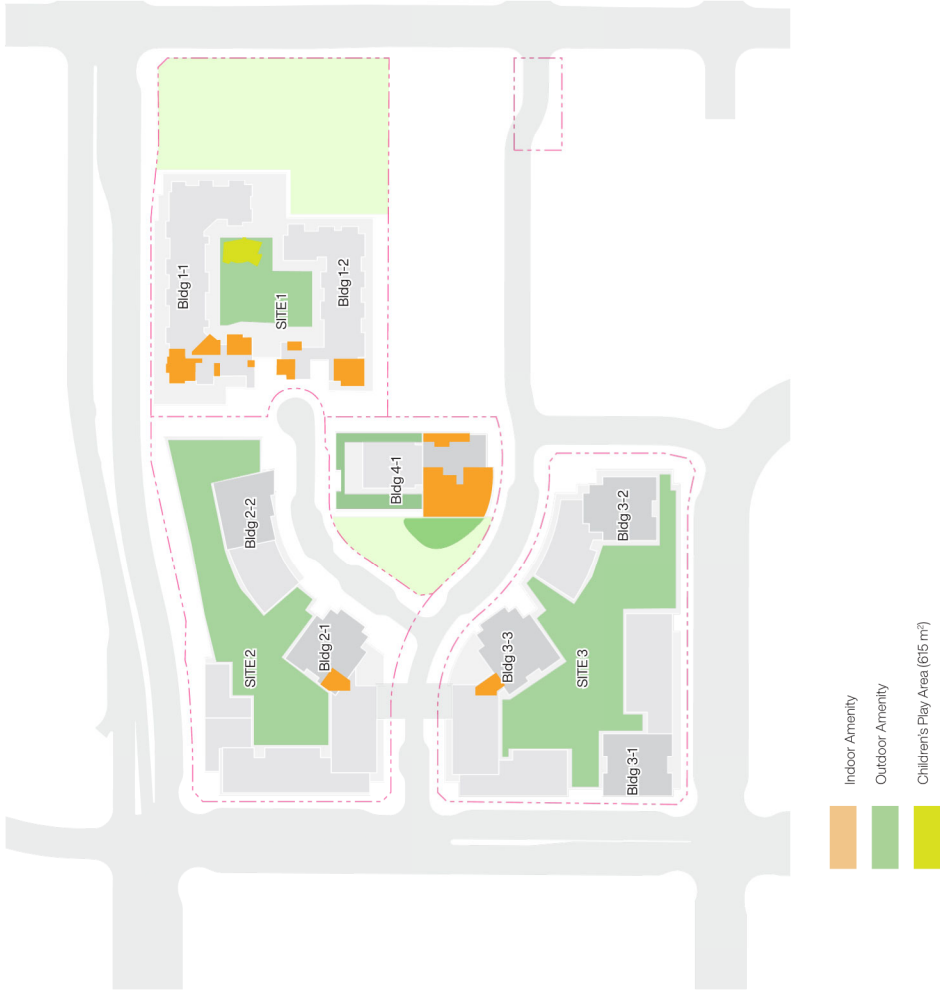 Bldg 1-1
SITE 1
Bldg 1-2
Bldg 2-2
Bldg 4-1
SITE 2
Bldg 2-1
Bldg 3-2
Bldg 3-3
SITE 3
Bldg 3-1
Indoor Amenity
Outdoor Amenity
Children's Play Area (615 m²)